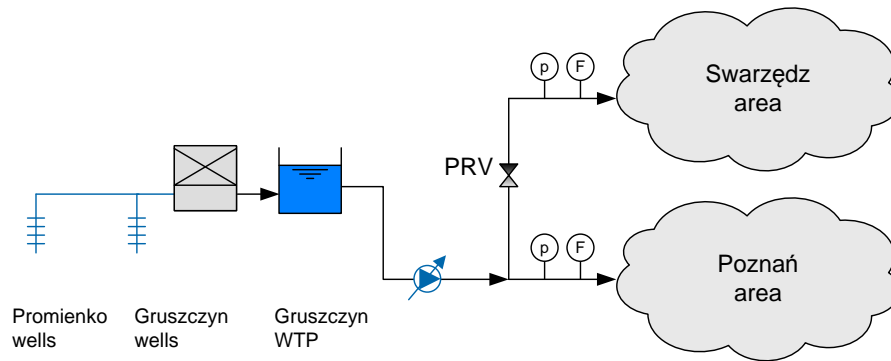 p
F
Swarzędz
area
PRV
p
F
Poznań
area
Promienko
wells
Gruszczyn
wells
Gruszczyn
WTP